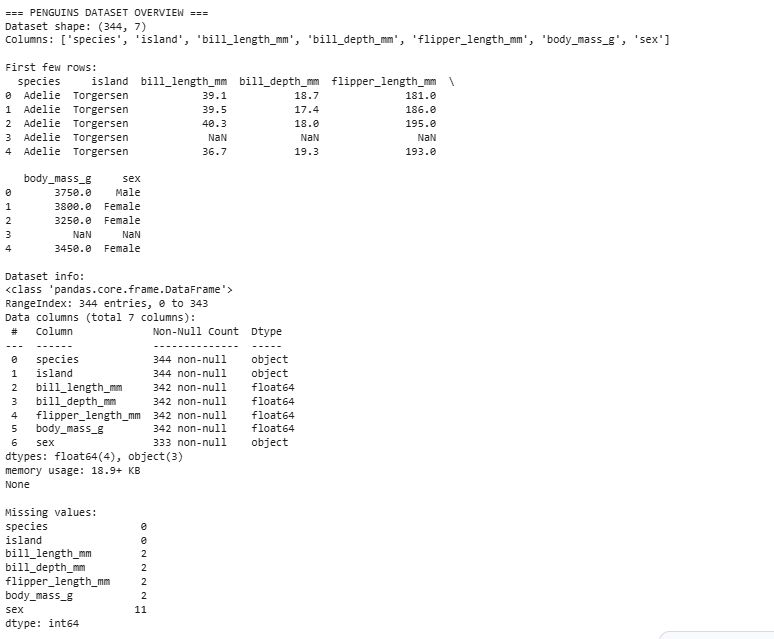 === PENGUINS DATASET OVERVIEW ===
Dataset shape: (344, 7)
Columns: ['species', 'island', 'bill_length_mm', 'bill_depth_mm', 'flipper_length_mm', 'body_mass_g', 'sex']

First few rows:
  species     island  bill_length_mm  bill_depth_mm  flipper_length_mm  \
0  Adelie  Torgersen            39.1           18.7              181.0
1  Adelie  Torgersen            39.5           17.4              186.0
2  Adelie  Torgersen            40.3           18.0              195.0
3  Adelie  Torgersen             NaN            NaN                NaN
4  Adelie  Torgersen            36.7           19.3              193.0

   body_mass_g     sex
0       3750.0    Male
1       3800.0  Female
2       3250.0  Female
3          NaN     NaN
4       3450.0  Female

Dataset info:
<class 'pandas.core.frame.DataFrame'>
RangeIndex: 344 entries, 0 to 343
Data columns (total 7 columns):
 #   Column             Non-Null Count  Dtype
---  ------             --------------  -----
 0   species            344 non-null    object
 1   island             344 non-null    object
 2   bill_length_mm     342 non-null    float64
 3   bill_depth_mm      342 non-null    float64
 4   flipper_length_mm  342 non-null    float64
 5   body_mass_g        342 non-null    float64
 6   sex                333 non-null    object
dtypes: float64(4), object(3)
memory usage: 18.9+ KB
None

Missing values:
species               0
island                0
bill_length_mm        2
bill_depth_mm         2
flipper_length_mm     2
body_mass_g           2
sex                  11
dtype: int64